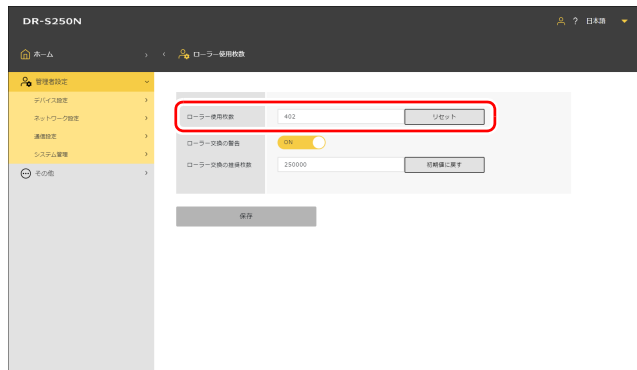 DR-S250N
? 日本語
ホーム
ローラー使用枚数
管理者設定
デバイス設定
ネットワーク設定
通信設定
システム管理
その他
ローラー使用枚数 402 リセット
ローラー交換の警告 ON
ローラー交換の推奨枚数 250000 初期値に戻す
保存